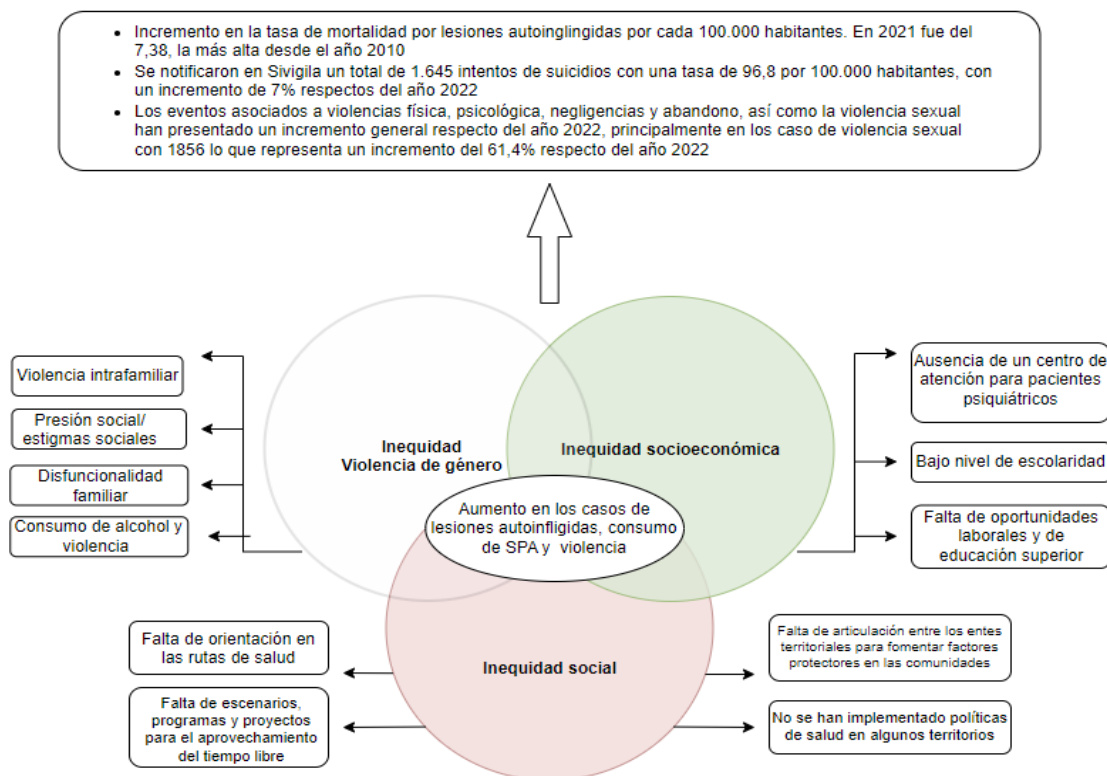 • Incremento en la tasa de mortalidad por lesiones autoinglingidas por cada 100.000 habitantes. En 2021 fue del
7,38, la más alta desde el año 2010
• Se notificaron en Sivigila un total de 1.645 intentos de suicidios con una tasa de 96,8 por 100.000 habitantes, con
un incremento de 7% respectos del año 2022
• Los eventos asociados a violencias física, psicológica, negligencias y abandono, así como la violencia sexual
han presentado un incremento general respecto del año 2022, principalmente en los caso de violencia sexual
con 1856 lo que representa un incremento del 61,4% respecto del año 2022
Violencia intrafamiliar
Presión social/
estigmas sociales
Disfuncionalidad
familiar
Consumo de alcohol y
violencia
Inequidad
Violencia de género
Inequidad socioeconómica
Aumento en los casos de
lesiones autoinfligidas, consumo
de SPA y violencia
Ausencia de un centro de
atención para pacientes
psiquiátricos
Bajo nivel de escolaridad
Falta de oportunidades
laborales y de
educación superior
Falta de orientación en
las rutas de salud
Falta de escenarios,
programas y proyectos
para el aprovechamiento
del tiempo libre
Inequidad social
Falta de articulación entre los entes
territoriales para fomentar factores
protectores en las comunidades
No se han implementado políticas
de salud en algunos territorios